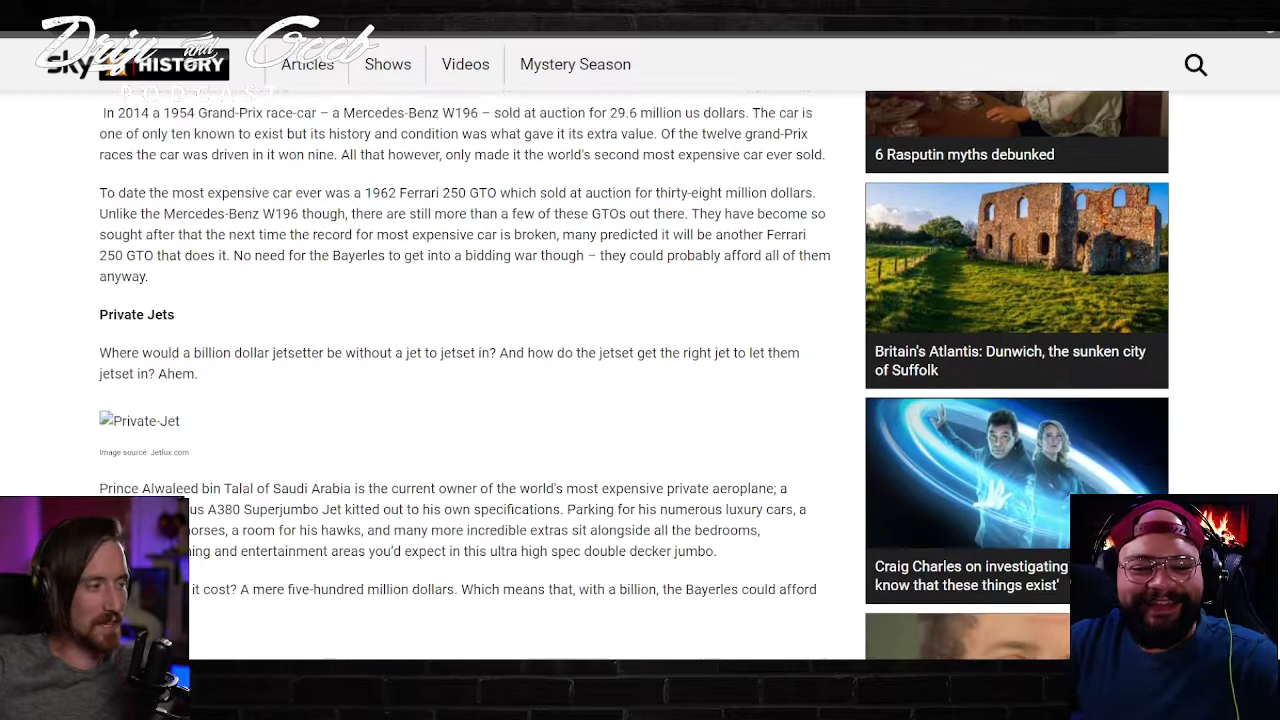 Drip and Cccb
PODCAST
sky HISTORY
Articles
Shows
Videos
Mystery Season
In 2014 a 1954 Grand-Prix race-car – a Mercedes-Benz W196 – sold at auction for 29.6 million us dollars. The car is
one of only ten known to exist but its history and condition was what gave it its extra value. Of the twelve grand-Prix
races the car was driven in it won nine. All that however, only made it the world's second most expensive car ever sold.
To date the most expensive car ever was a 1962 Ferrari 250 GTO which sold at auction for thirty-eight million dollars.
Unlike the Mercedes-Benz W196 though, there are still more than a few of these GTOs out there. They have become so
sought after that the next time the record for most expensive car is broken, many predicted it will be another Ferrari
250 GTO that does it. No need for the Bayerles to get into a bidding war though – they could probably afford all of them
anyway.
Private Jets
Where would a billion dollar jetsetter be without a jet to jetset in? And how do the jetset get the right jet to let them
jetset in? Ahem.
Private-Jet
Image source: Jetlux.com
Prince Alwaleed bin Talal of Saudi Arabia is the current owner of the world's most expensive private aeroplane; a
us A380 Superjumbo Jet kitted out to his own specifications. Parking for his numerous luxury cars, a
orses, a room for his hawks, and many more incredible extras sit alongside all the bedrooms,
ing and entertainment areas you'd expect in this ultra high spec double decker jumbo.
it cost? A mere five-hundred million dollars. Which means that, with a billion, the Bayerles could afford
6 Rasputin myths debunked
Britain's Atlantis: Dunwich, the sunken city
of Suffolk
Craig Charles on investigating
know that these things exist'